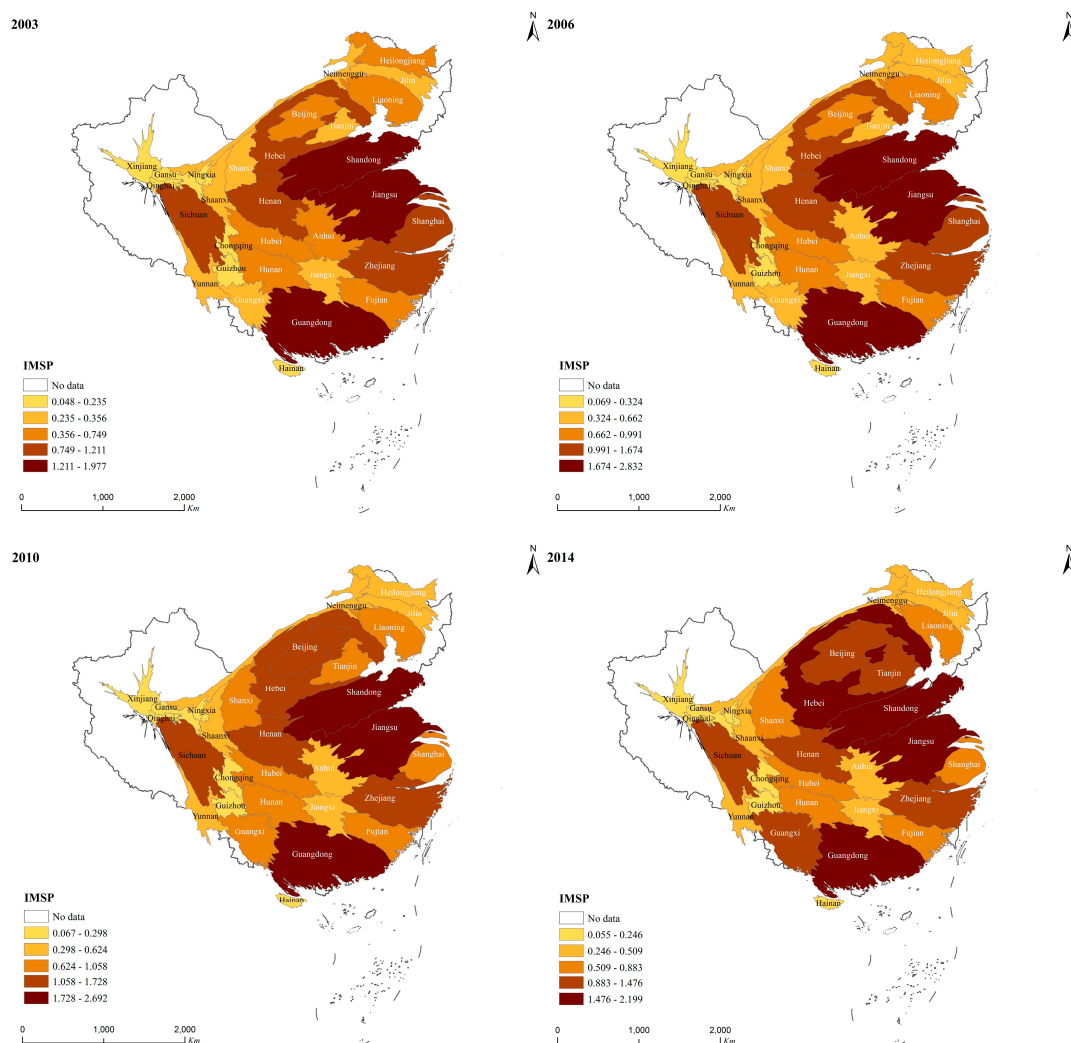 2003
N
Heilongjiang
Neimenggu
Jilin
Liaoning
Beijing
Tianjin
Hebei
Shanxi
Shandong
Xinjiang
Gansu
Ningxia
Qinghai
Shaanxi
Jiangsu
Henan
Sichuan
Shanghai
Anhui
Hubei
Chongqing
Zhejiang
Guizhou
Hunan
Jiangxi
Yunnan
Guangxi
Fujian
Guangdong
Hainan
IMSP
No data
0.048 - 0.235
0.235 - 0.356
0.356 - 0.749
0.749 - 1.211
1.211 - 1.977
0 1,000 2,000
Km
2006
N
Heilongjiang
Neimenggu
Jilin
Liaoning
Beijing
Tianjin
Hebei
Shanxi
Shandong
Xinjiang
Gansu
Ningxia
Qinghai
Shaanxi
Jiangsu
Henan
Sichuan
Shanghai
Anhui
Hubei
Chongqing
Zhejiang
Guizhou
Hunan
Jiangxi
Yunnan
Guangxi
Fujian
Guangdong
Hainan
IMSP
No data
0.069 - 0.324
0.324 - 0.662
0.662 - 0.991
0.991 - 1.674
1.674 - 2.832
0 1,000 2,000
Km
2010
N
Heilongjiang
Neimenggu
Jilin
Liaoning
Beijing
Tianjin
Hebei
Shandong
Shanxi
Xinjiang
Gansu
Ningxia
Qinghai
Shaanxi
Jiangsu
Henan
Sichuan
Shanghai
Anhui
Hubei
Chongqing
Zhejiang
Guizhou
Hunan
Jiangxi
Yunnan
Guangxi
Fujian
Guangdong
Hainan
IMSP
No data
0.067 - 0.298
0.298 - 0.624
0.624 - 1.058
1.058 - 1.728
1.728 - 2.692
0 1,000 2,000
Km
2014
N
Heilongjiang
Neimenggu
Jilin
Liaoning
Beijing
Tianjin
Hebei
Shandong
Shanxi
Xinjiang
Gansu
Ningxia
Qinghai
Shaanxi
Jiangsu
Henan
Sichuan
Shanghai
Anhui
Hubei
Chongqing
Zhejiang
Guizhou
Hunan
Jiangxi
Yunnan
Guangxi
Fujian
Guangdong
Hainan
IMSP
No data
0.055 - 0.246
0.246 - 0.509
0.509 - 0.883
0.883 - 1.476
1.476 - 2.199
0 1,000 2,000
Km